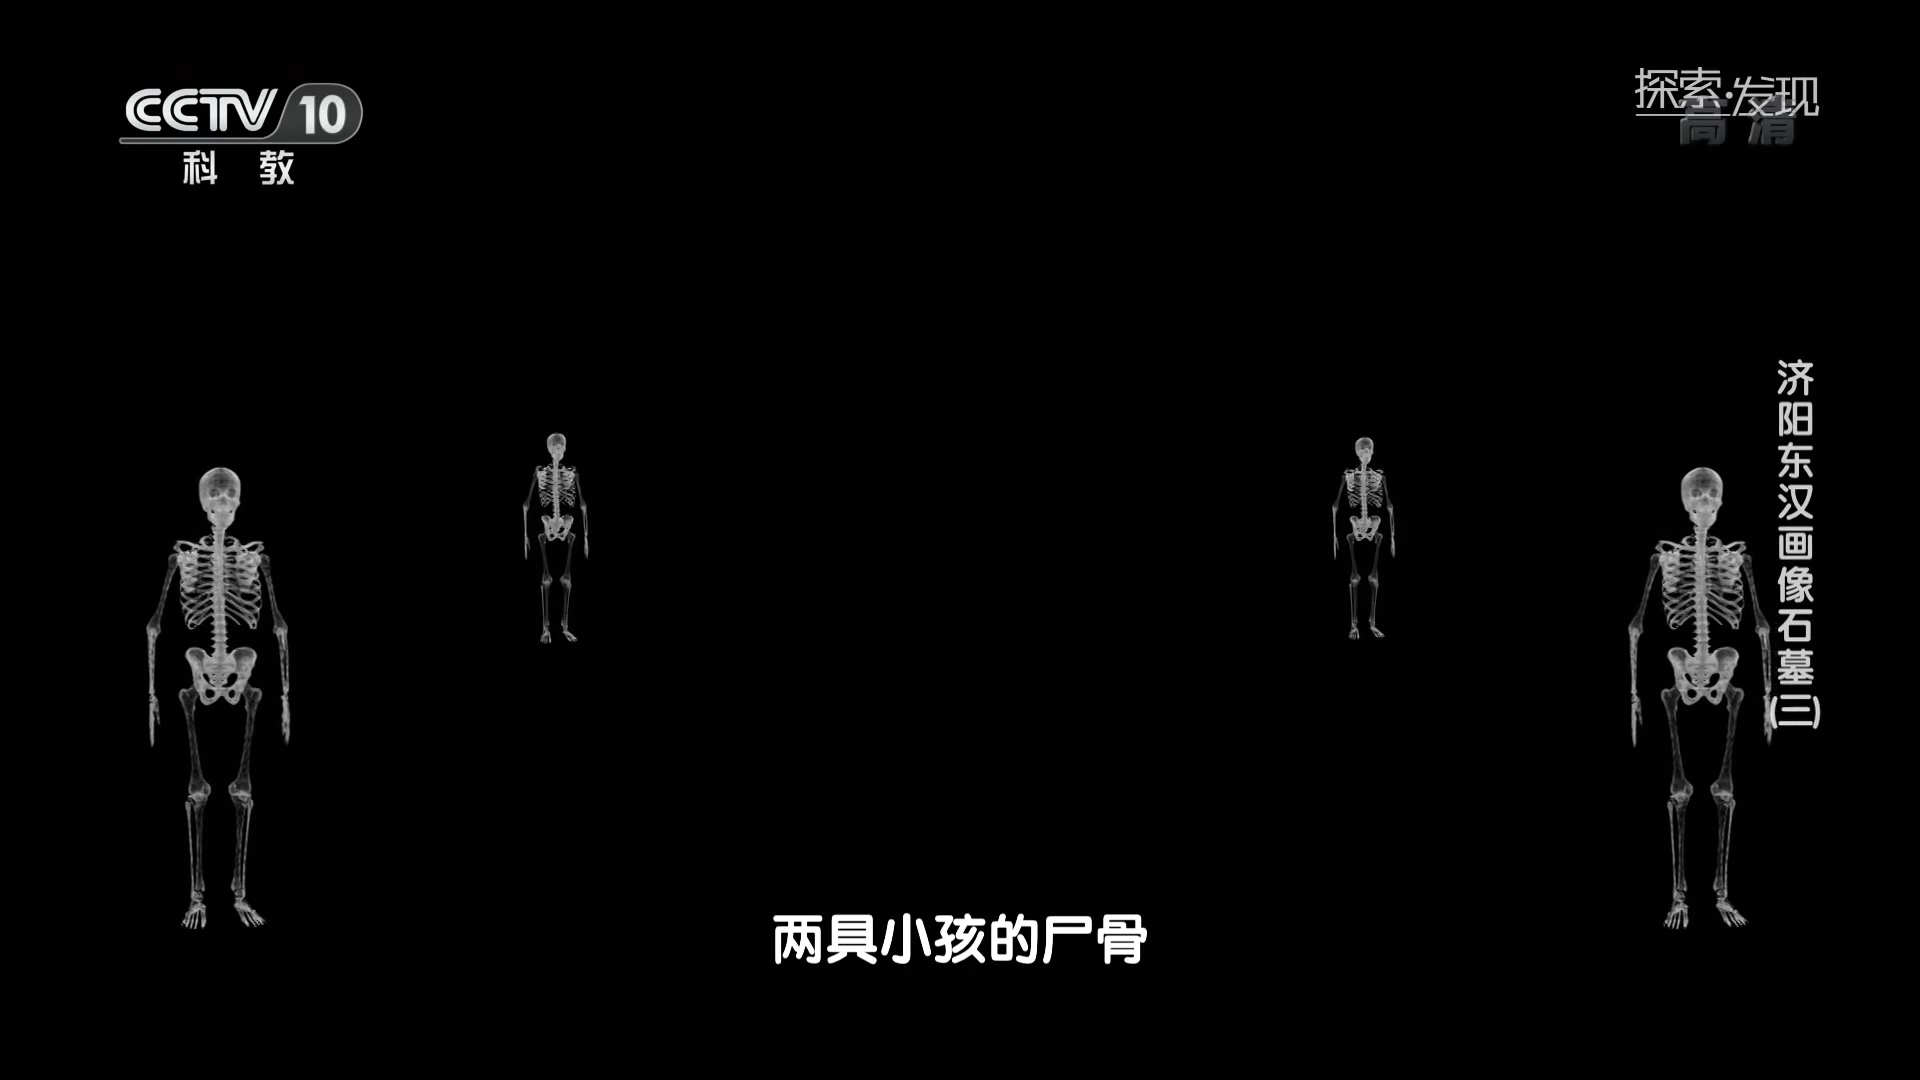 CCTV 10
科 教
探索·发现
高 清
济阳东汉画像石墓(三)
两具小孩的尸骨